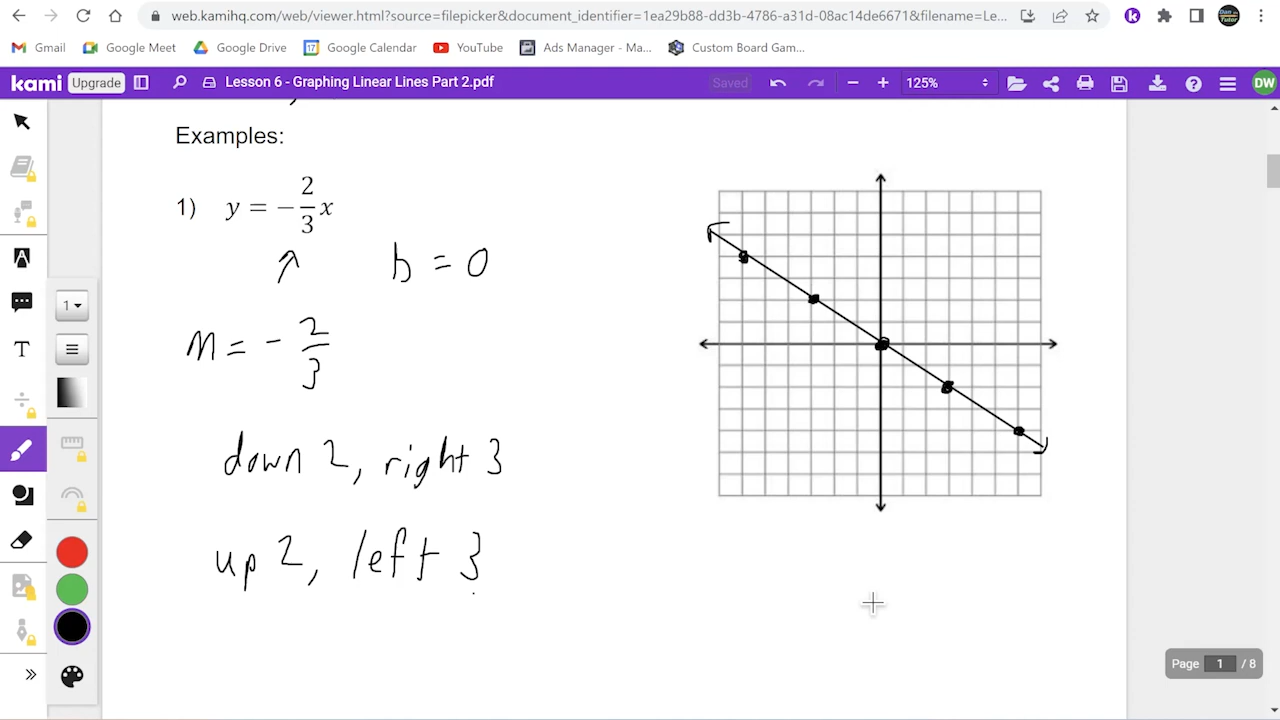 web.kamihq.com/web/viewer.html?source=filepicker&document_identifier=1ea29b88-dd3b-4786-a31d-08ac14de6671&filename=Le...
Gmail Google Meet Google Drive 17 Google Calendar YouTube Ads Manager - Ma... Custom Board Gam...
kami Upgrade Lesson 6 - Graphing Linear Lines Part 2.pdf Saved 125% DW
Examples:
1) y = -2/3 x
b = 0
m = - 2/3
down 2, right 3
up 2, left 3
1
T
Page 1 / 8